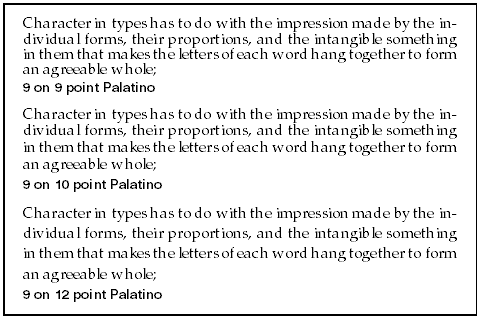 Character in types has to do with the impression made by the in-
dividual forms, their proportions, and the intangible something
in them that makes the letters of each word hang together to form
an agreeable whole;
9 on 9 point Palatino
Character in types has to do with the impression made by the in-
dividual forms, their proportions, and the intangible something
in them that makes the letters of each word hang together to form
an agreeable whole;
9 on 10 point Palatino
Character in types has to do with the impression made by the in-
dividual forms, their proportions, and the intangible something
in them that makes the letters of each word hang together to form
an agreeable whole;
9 on 12 point Palatino